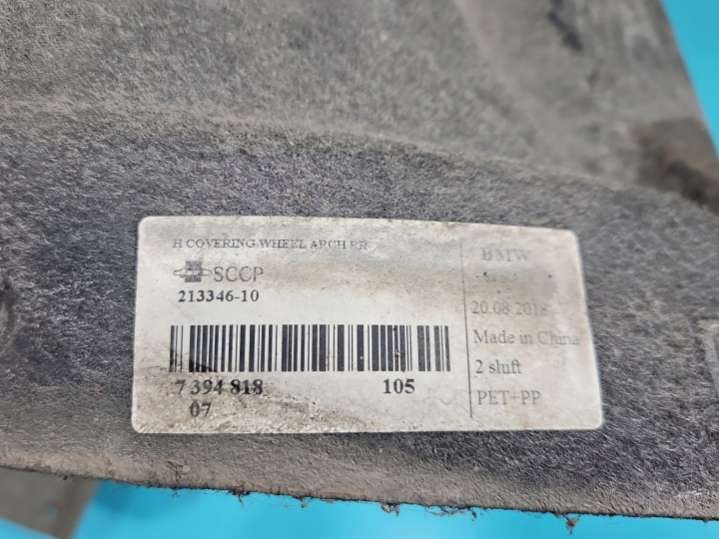 H COVERING WHEEL ARCH RR
SCCP
213346-10
7 394 818 105
07
BMW
20.08.2018
Made in China
2 shift
PET+PP